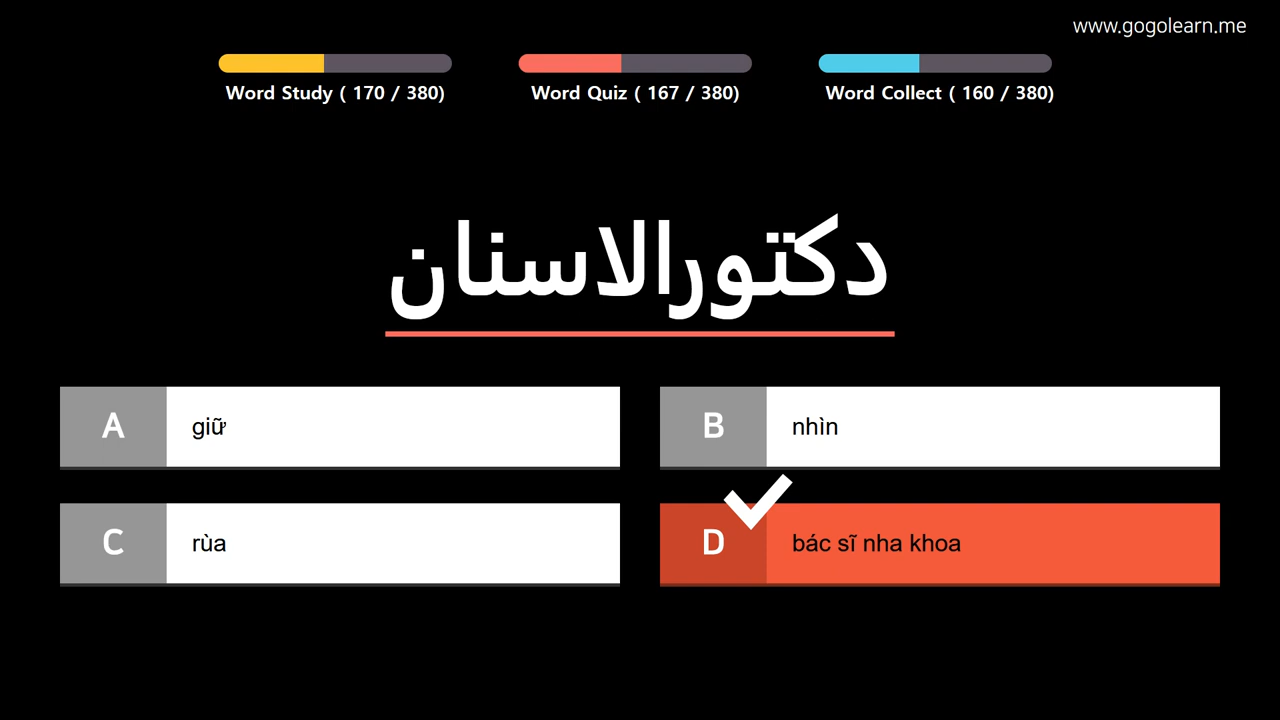 www.gogolearn.me
Word Study ( 170 / 380)
Word Quiz ( 167 / 380)
Word Collect ( 160 / 380)
دكتورالاسنان
A giữ
B nhìn
C rùa
D bác sĩ nha khoa